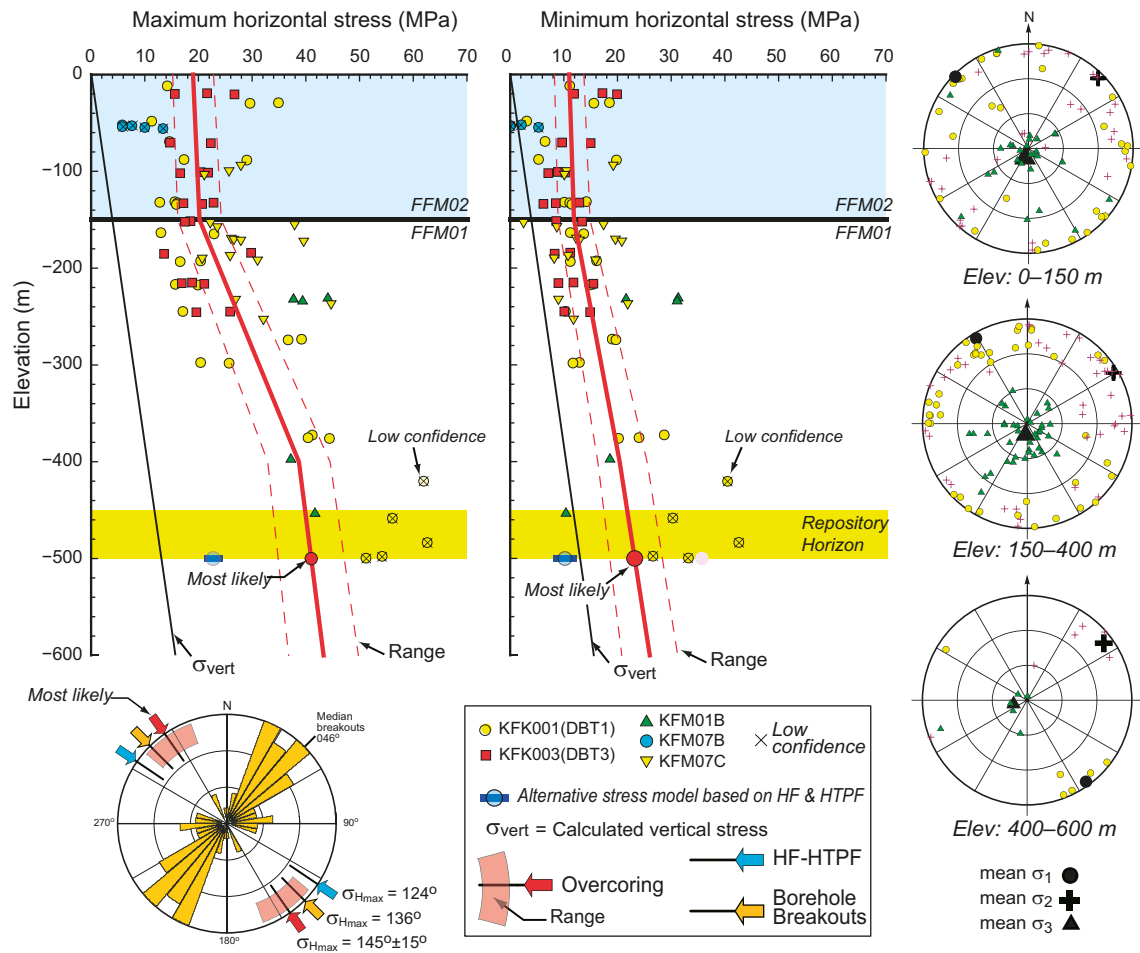 Maximum horizontal stress (MPa)
0 10 20 30 40 50 60 70
Elevation (m)
0
−100
−200
−300
−400
−500
−600
FFM02
FFM01
Low confidence
Most likely
σvert
Range
Minimum horizontal stress (MPa)
0 10 20 30 40 50 60 70
FFM02
FFM01
Low confidence
Repository
Horizon
Most likely
σvert
Range
N
Elev: 0–150 m
Elev: 150–400 m
Elev: 400–600 m
mean σ1
mean σ2
mean σ3
Most likely
N
Median
breakouts
046°
270°
90°
180°
σHmax = 124°
σHmax = 136°
σHmax = 145°±15°
KFK001(DBT1)
KFK003(DBT3)
KFM01B
KFM07B
KFM07C
Low
confidence
Alternative stress model based on HF & HTPF
σvert = Calculated vertical stress
Overcoring
Range
HF-HTPF
Borehole
Breakouts